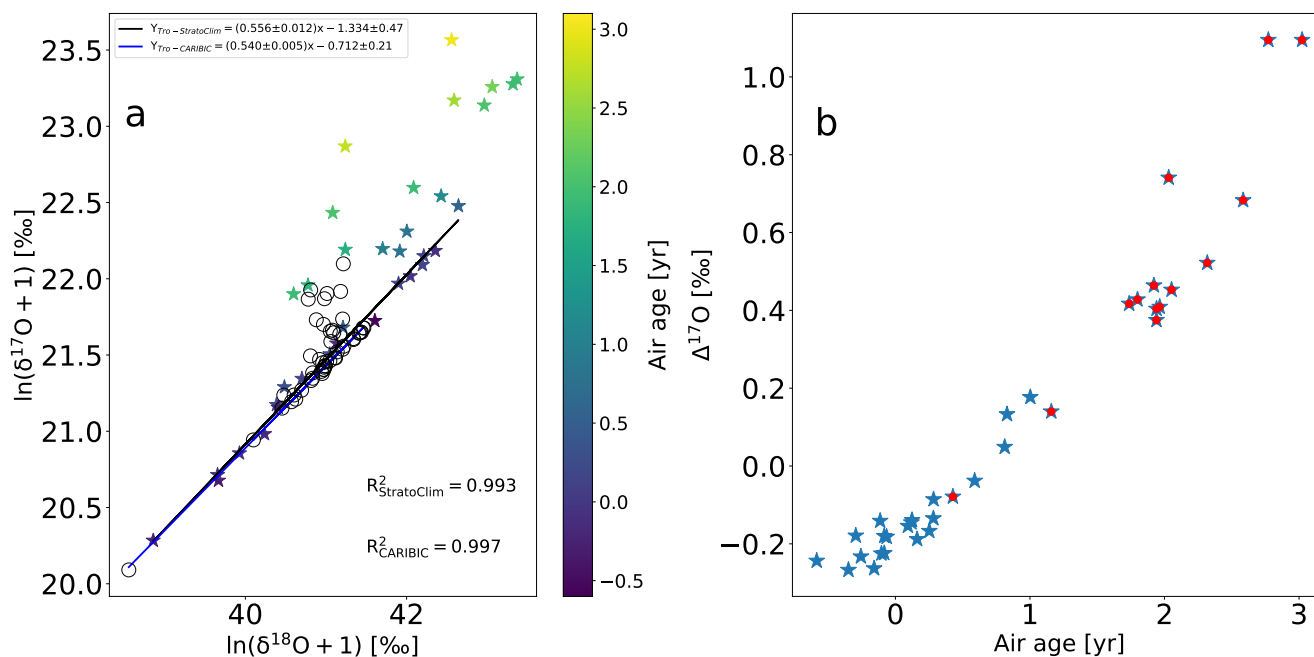 Y_Tro−StratoClim = (0.556±0.012)x − 1.334±0.47
Y_Tro−CARIBIC = (0.540±0.005)x − 0.712±0.21
a
ln(δ¹⁷O + 1) [‰]
23.5
23.0
22.5
22.0
21.5
21.0
20.5
20.0
R²_StratoClim = 0.993
R²_CARIBIC = 0.997
40
42
ln(δ¹⁸O + 1) [‰]
3.0
2.5
2.0
1.5
1.0
0.5
0.0
−0.5
Air age [yr]
b
Δ¹⁷O [‰]
1.0
0.8
0.6
0.4
0.2
0.0
−0.2
0
1
2
3
Air age [yr]